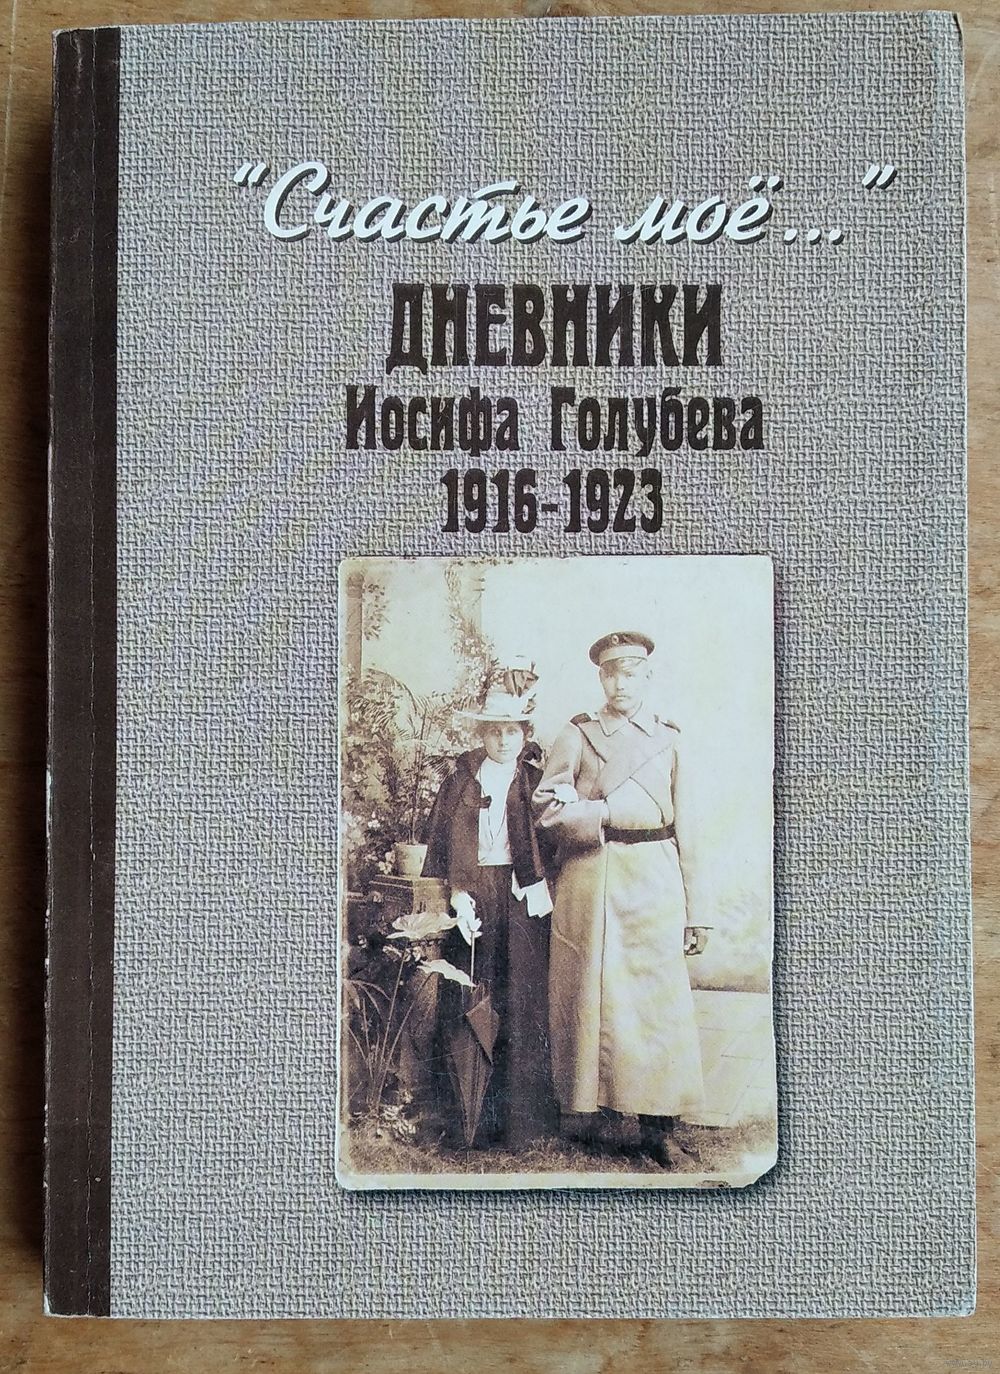 "Счастье моё..."
ДНЕВНИКИ
Иосифа Голубева
1916-1923